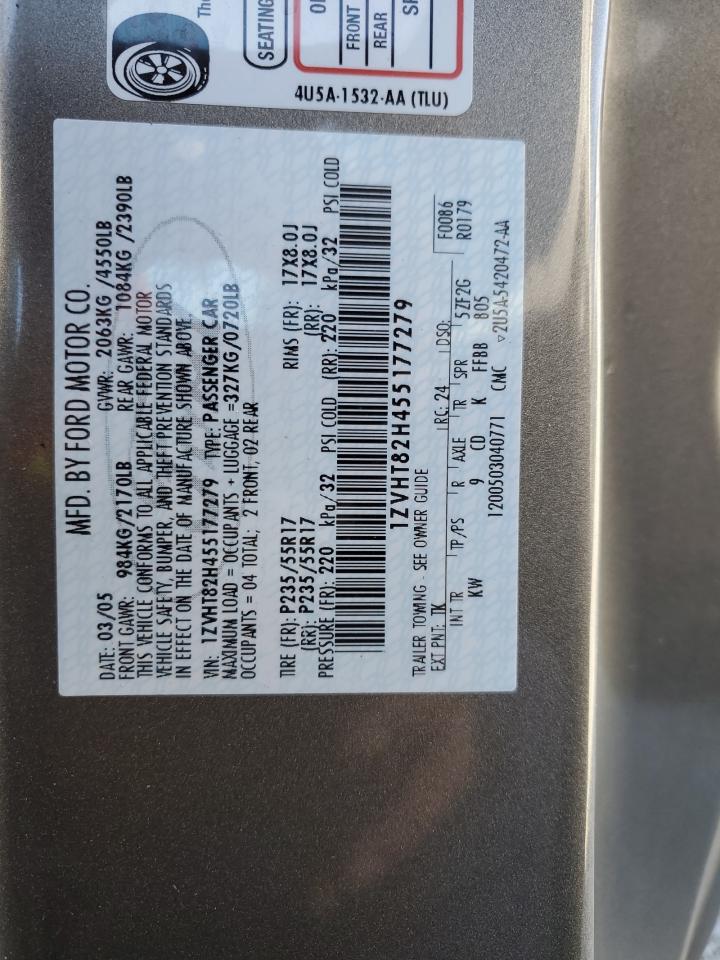 MFD. BY FORD MOTOR CO.
DATE: 03/05 GVWR: 2063KG /4550LB
FRONT GAWR: 984KG/2170LB REAR GAWR: 1084KG /2390LB
THIS VEHICLE CONFORMS TO ALL APPLICABLE FEDERAL MOTOR
VEHICLE SAFETY, BUMPER, AND THEFT PREVENTION STANDARDS
IN EFFECT ON THE DATE OF MANUFACTURE SHOWN ABOVE.
VIN: 1ZVHT82H455177279 TYPE: PASSENGER CAR
MAXIMUM LOAD = OCCUPANTS + LUGGAGE =327KG/0720LB
OCCUPANTS = 04 TOTAL; 2 FRONT, 02 REAR
TIRE (FR): P235/55R17 RIMS (FR): 17X8.0J
(RR): P235/55R17 (RR): 17X8.0J
PRESSURE (FR): 220 kPa/32 PSI COLD (RR): 220 kPa/32 PSI COLD
1ZVHT82H455177279
TRAILER TOWING - SEE OWNER GUIDE
EXT PNT: TK RC: 24 DSO: F0086
R0179
INT TR TP/PS R AXLE TR SPR 5ZF2G
KW 9 CD K FFBB B05
1200503040771 CMC ▽2U5A-5420472-AA
SEATING
FRONT
REAR
4U5A-1532-AA (TLU)